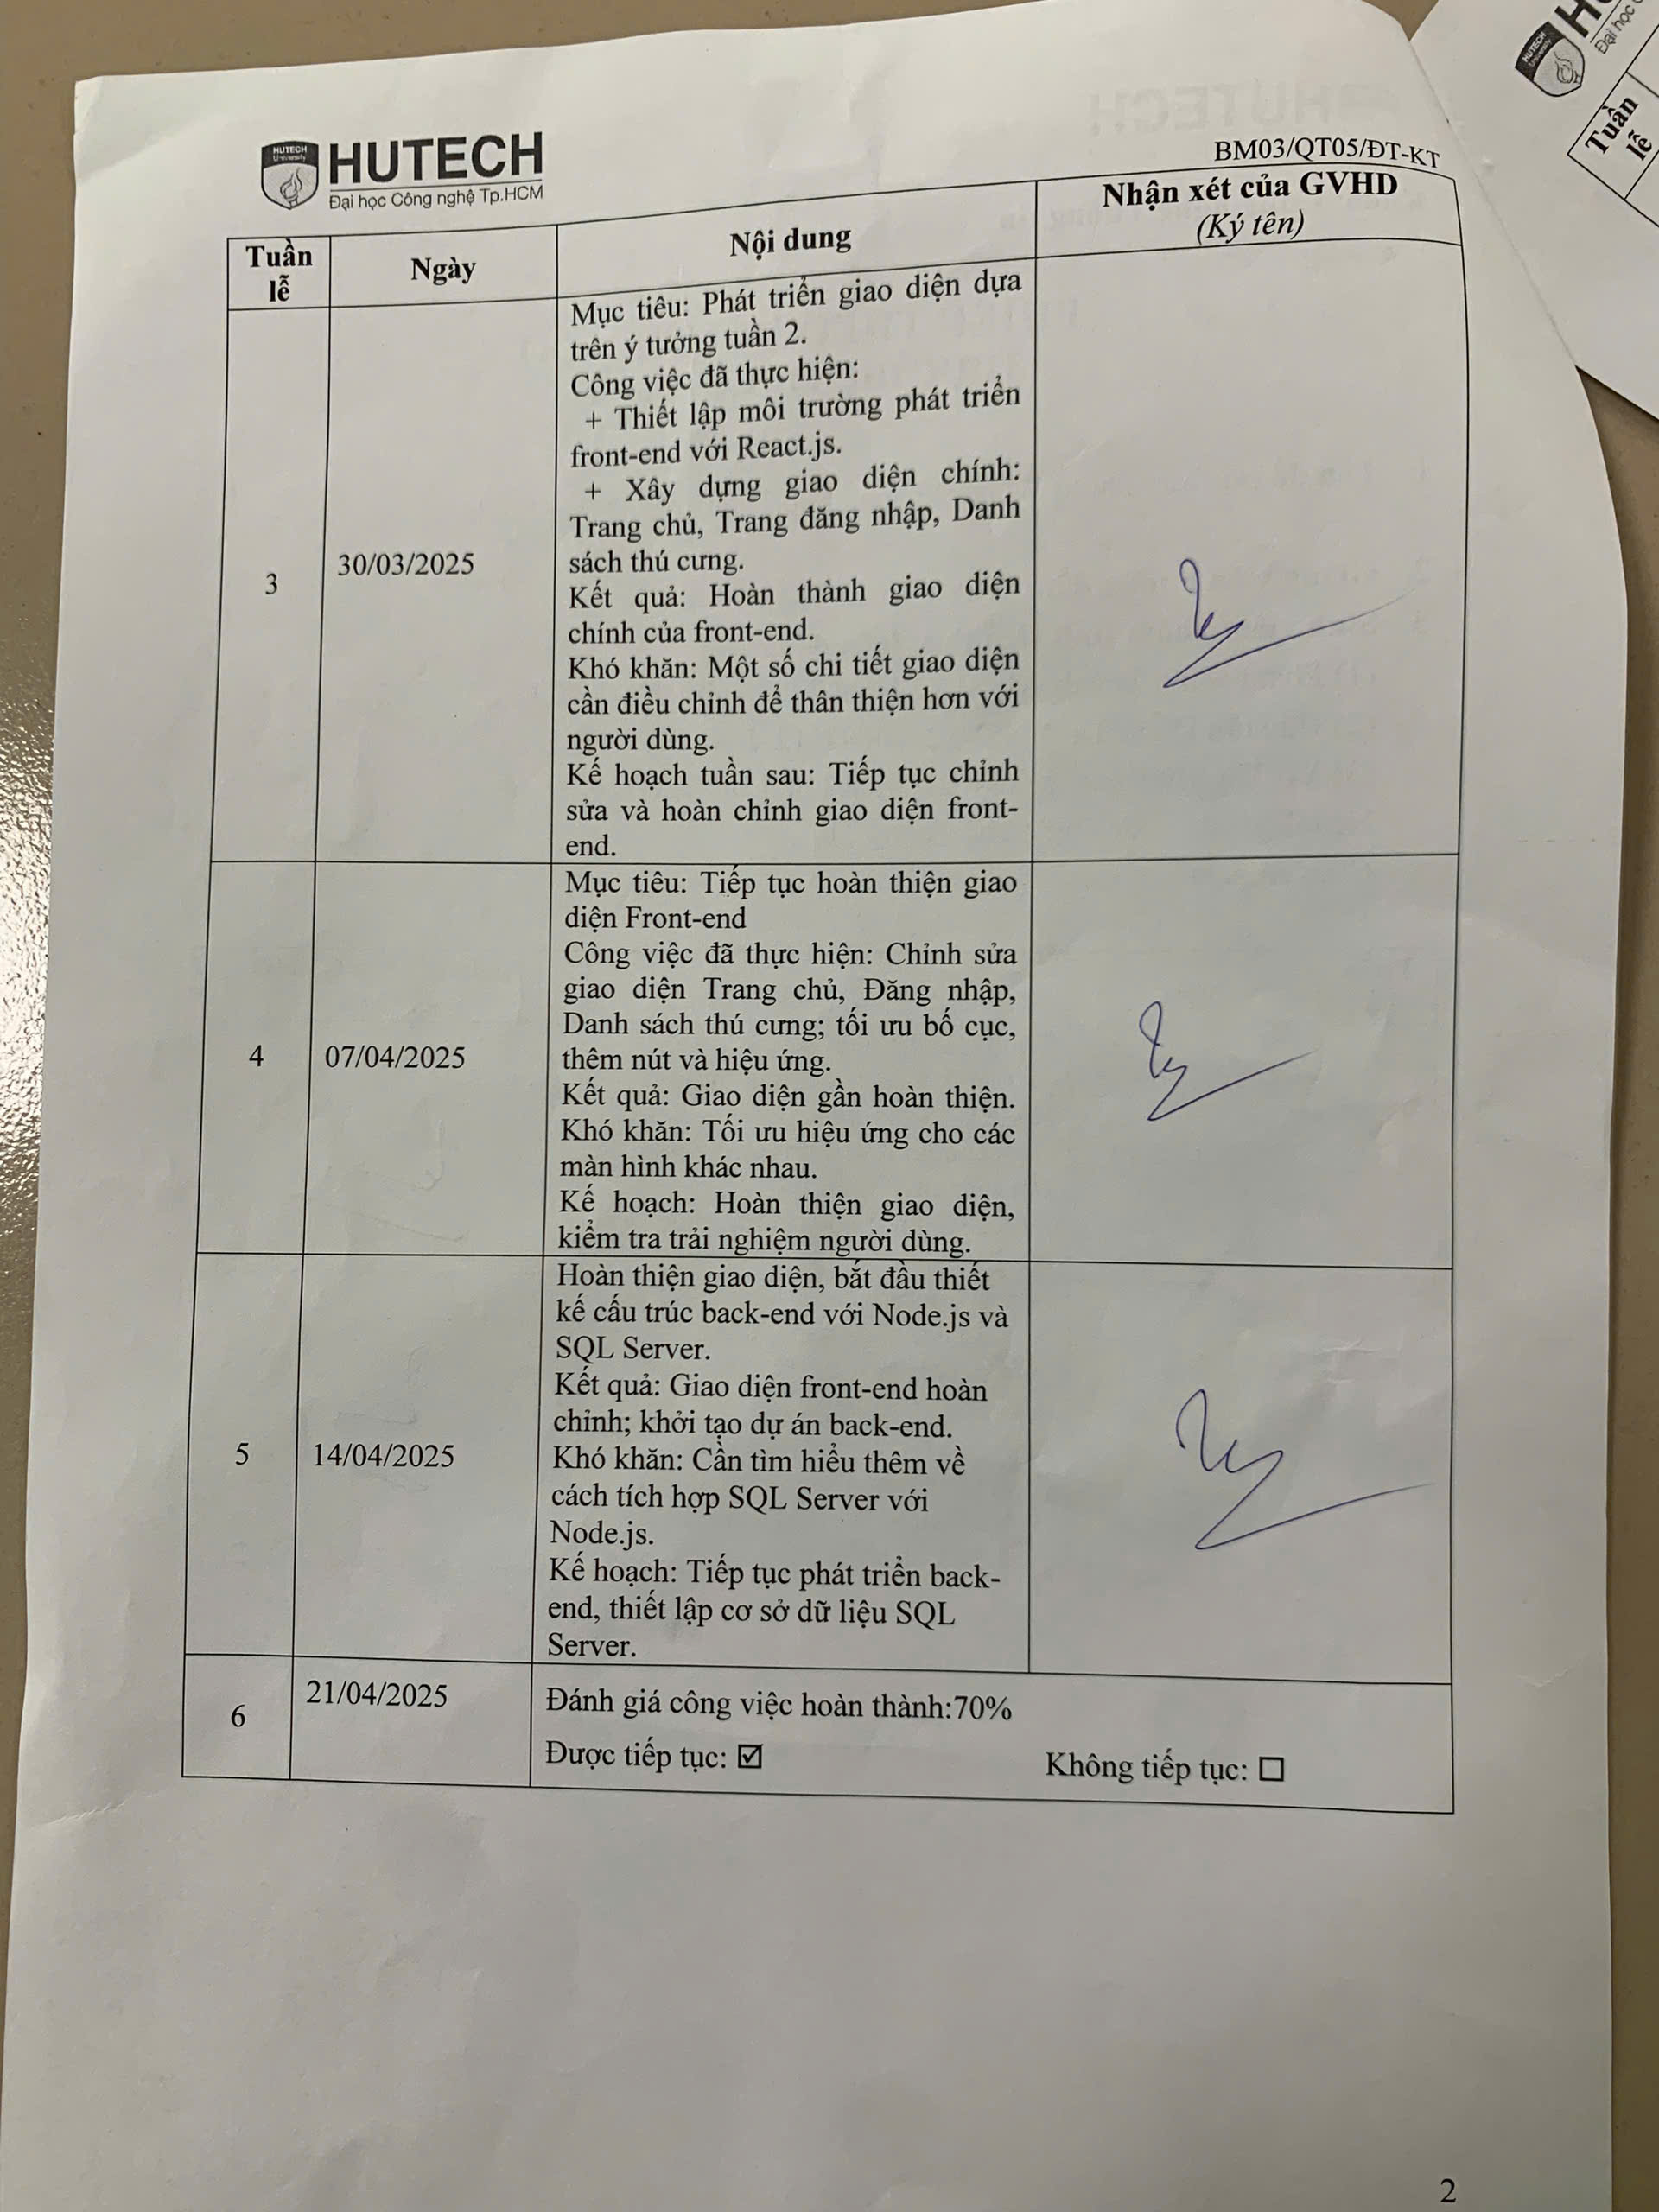 HUTECH
University
HUTECH
Đại học Công nghệ Tp.HCM
BM03/QT05/ĐT-KT
Tuần
lễ
Ngày
Nội dung
Nhận xét của GVHD
(Ký tên)
3
30/03/2025
Mục tiêu: Phát triển giao diện dựa
trên ý tưởng tuần 2.
Công việc đã thực hiện:
+ Thiết lập môi trường phát triển
front-end với React.js.
+ Xây dựng giao diện chính:
Trang chủ, Trang đăng nhập, Danh
sách thú cưng.
Kết quả: Hoàn thành giao diện
chính của front-end.
Khó khăn: Một số chi tiết giao diện
cần điều chỉnh để thân thiện hơn với
người dùng.
Kế hoạch tuần sau: Tiếp tục chỉnh
sửa và hoàn chỉnh giao diện front-
end.
4
07/04/2025
Mục tiêu: Tiếp tục hoàn thiện giao
diện Front-end
Công việc đã thực hiện: Chỉnh sửa
giao diện Trang chủ, Đăng nhập,
Danh sách thú cưng; tối ưu bố cục,
thêm nút và hiệu ứng.
Kết quả: Giao diện gần hoàn thiện.
Khó khăn: Tối ưu hiệu ứng cho các
màn hình khác nhau.
Kế hoạch: Hoàn thiện giao diện,
kiểm tra trải nghiệm người dùng.
5
14/04/2025
Hoàn thiện giao diện, bắt đầu thiết
kế cấu trúc back-end với Node.js và
SQL Server.
Kết quả: Giao diện front-end hoàn
chỉnh; khởi tạo dự án back-end.
Khó khăn: Cần tìm hiểu thêm về
cách tích hợp SQL Server với
Node.js.
Kế hoạch: Tiếp tục phát triển back-
end, thiết lập cơ sở dữ liệu SQL
Server.
6
21/04/2025
Đánh giá công việc hoàn thành:70%
Được tiếp tục: ☑ Không tiếp tục: ☐
2
HUTECH
University
Đại học
Tuần
lễ